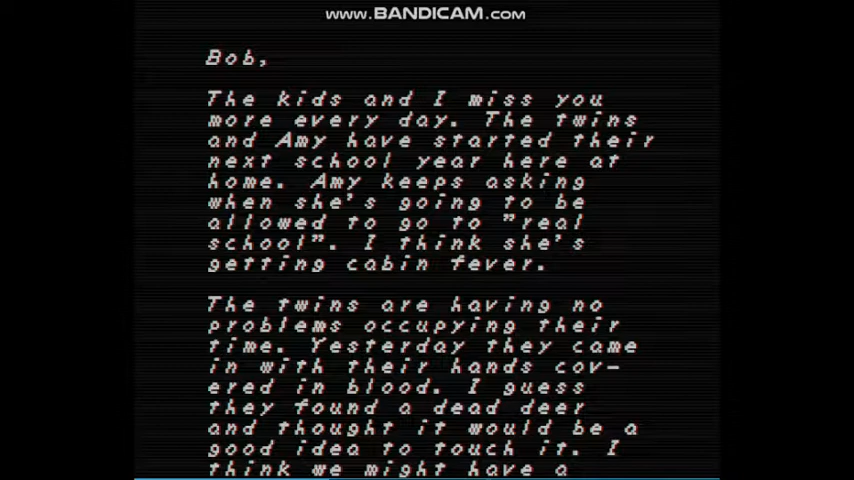 www.BANDICAM.com
Bob,
The kids and I miss you
more every day. The twins
and Amy have started their
next school year here at
home. Amy keeps asking
when she's going to be
allowed to go to "real
school". I think she's
getting cabin fever.
The twins are having no
problems occupying their
time. Yesterday they came
in with their hands cov-
ered in blood. I guess
they found a dead deer
and thought it would be a
good idea to touch it. I
think we might have a